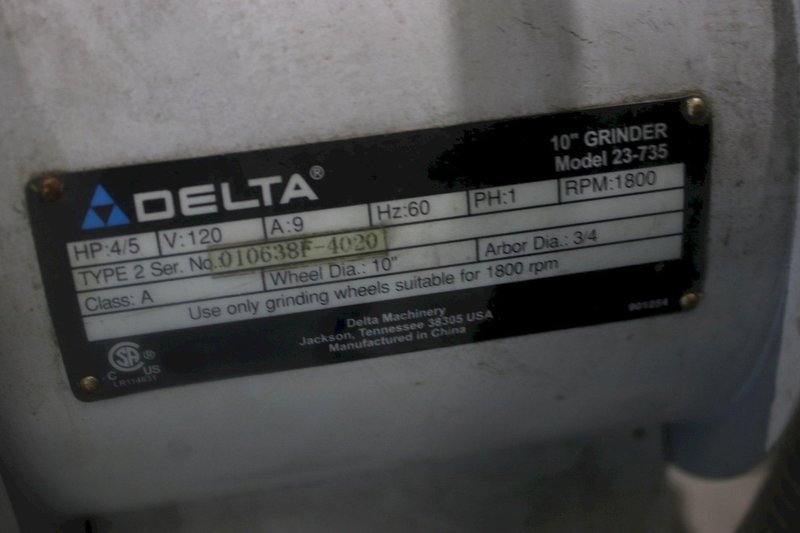 DELTA®
10" GRINDER
Model 23-735
HP:4/5 V:120 A:9 Hz:60 PH:1 RPM:1800
TYPE 2 Ser. No.010638F-4020
Class: A Wheel Dia.: 10" Arbor Dia.: 3/4
Use only grinding wheels suitable for 1800 rpm
Delta Machinery
Jackson, Tennessee 38305 USA
Manufactured in China
901054
C SA ® US